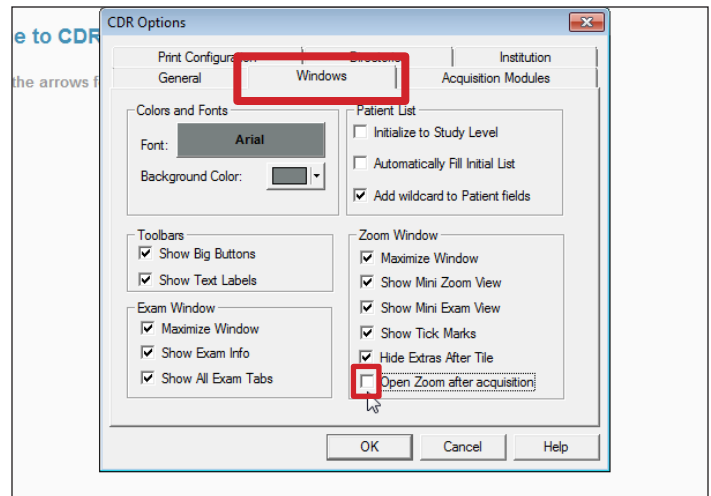 CDR Options
e to CDR
the arrows f
Print Configuration
Institution
General
Windows
Acquisition Modules
Colors and Fonts
Font:
Arial
Background Color:
Patient List
Initialize to Study Level
Automatically Fill Initial List
Add wildcard to Patient fields
Toolbars
Show Big Buttons
Show Text Labels
Exam Window
Maximize Window
Show Exam Info
Show All Exam Tabs
Zoom Window
Maximize Window
Show Mini Zoom View
Show Mini Exam View
Show Tick Marks
Hide Extras After Tile
Open Zoom after acquisition
OK
Cancel
Help